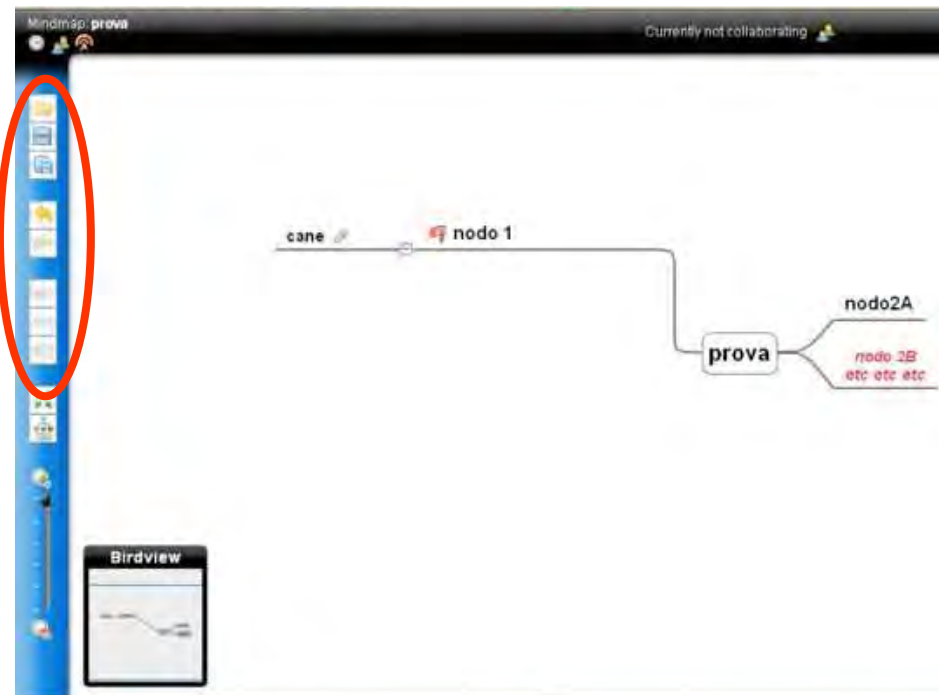 Mindmap: prova
Currently not collaborating
cane
nodo 1
nodo2A
prova
nodo 2B
etc etc etc
Birdview